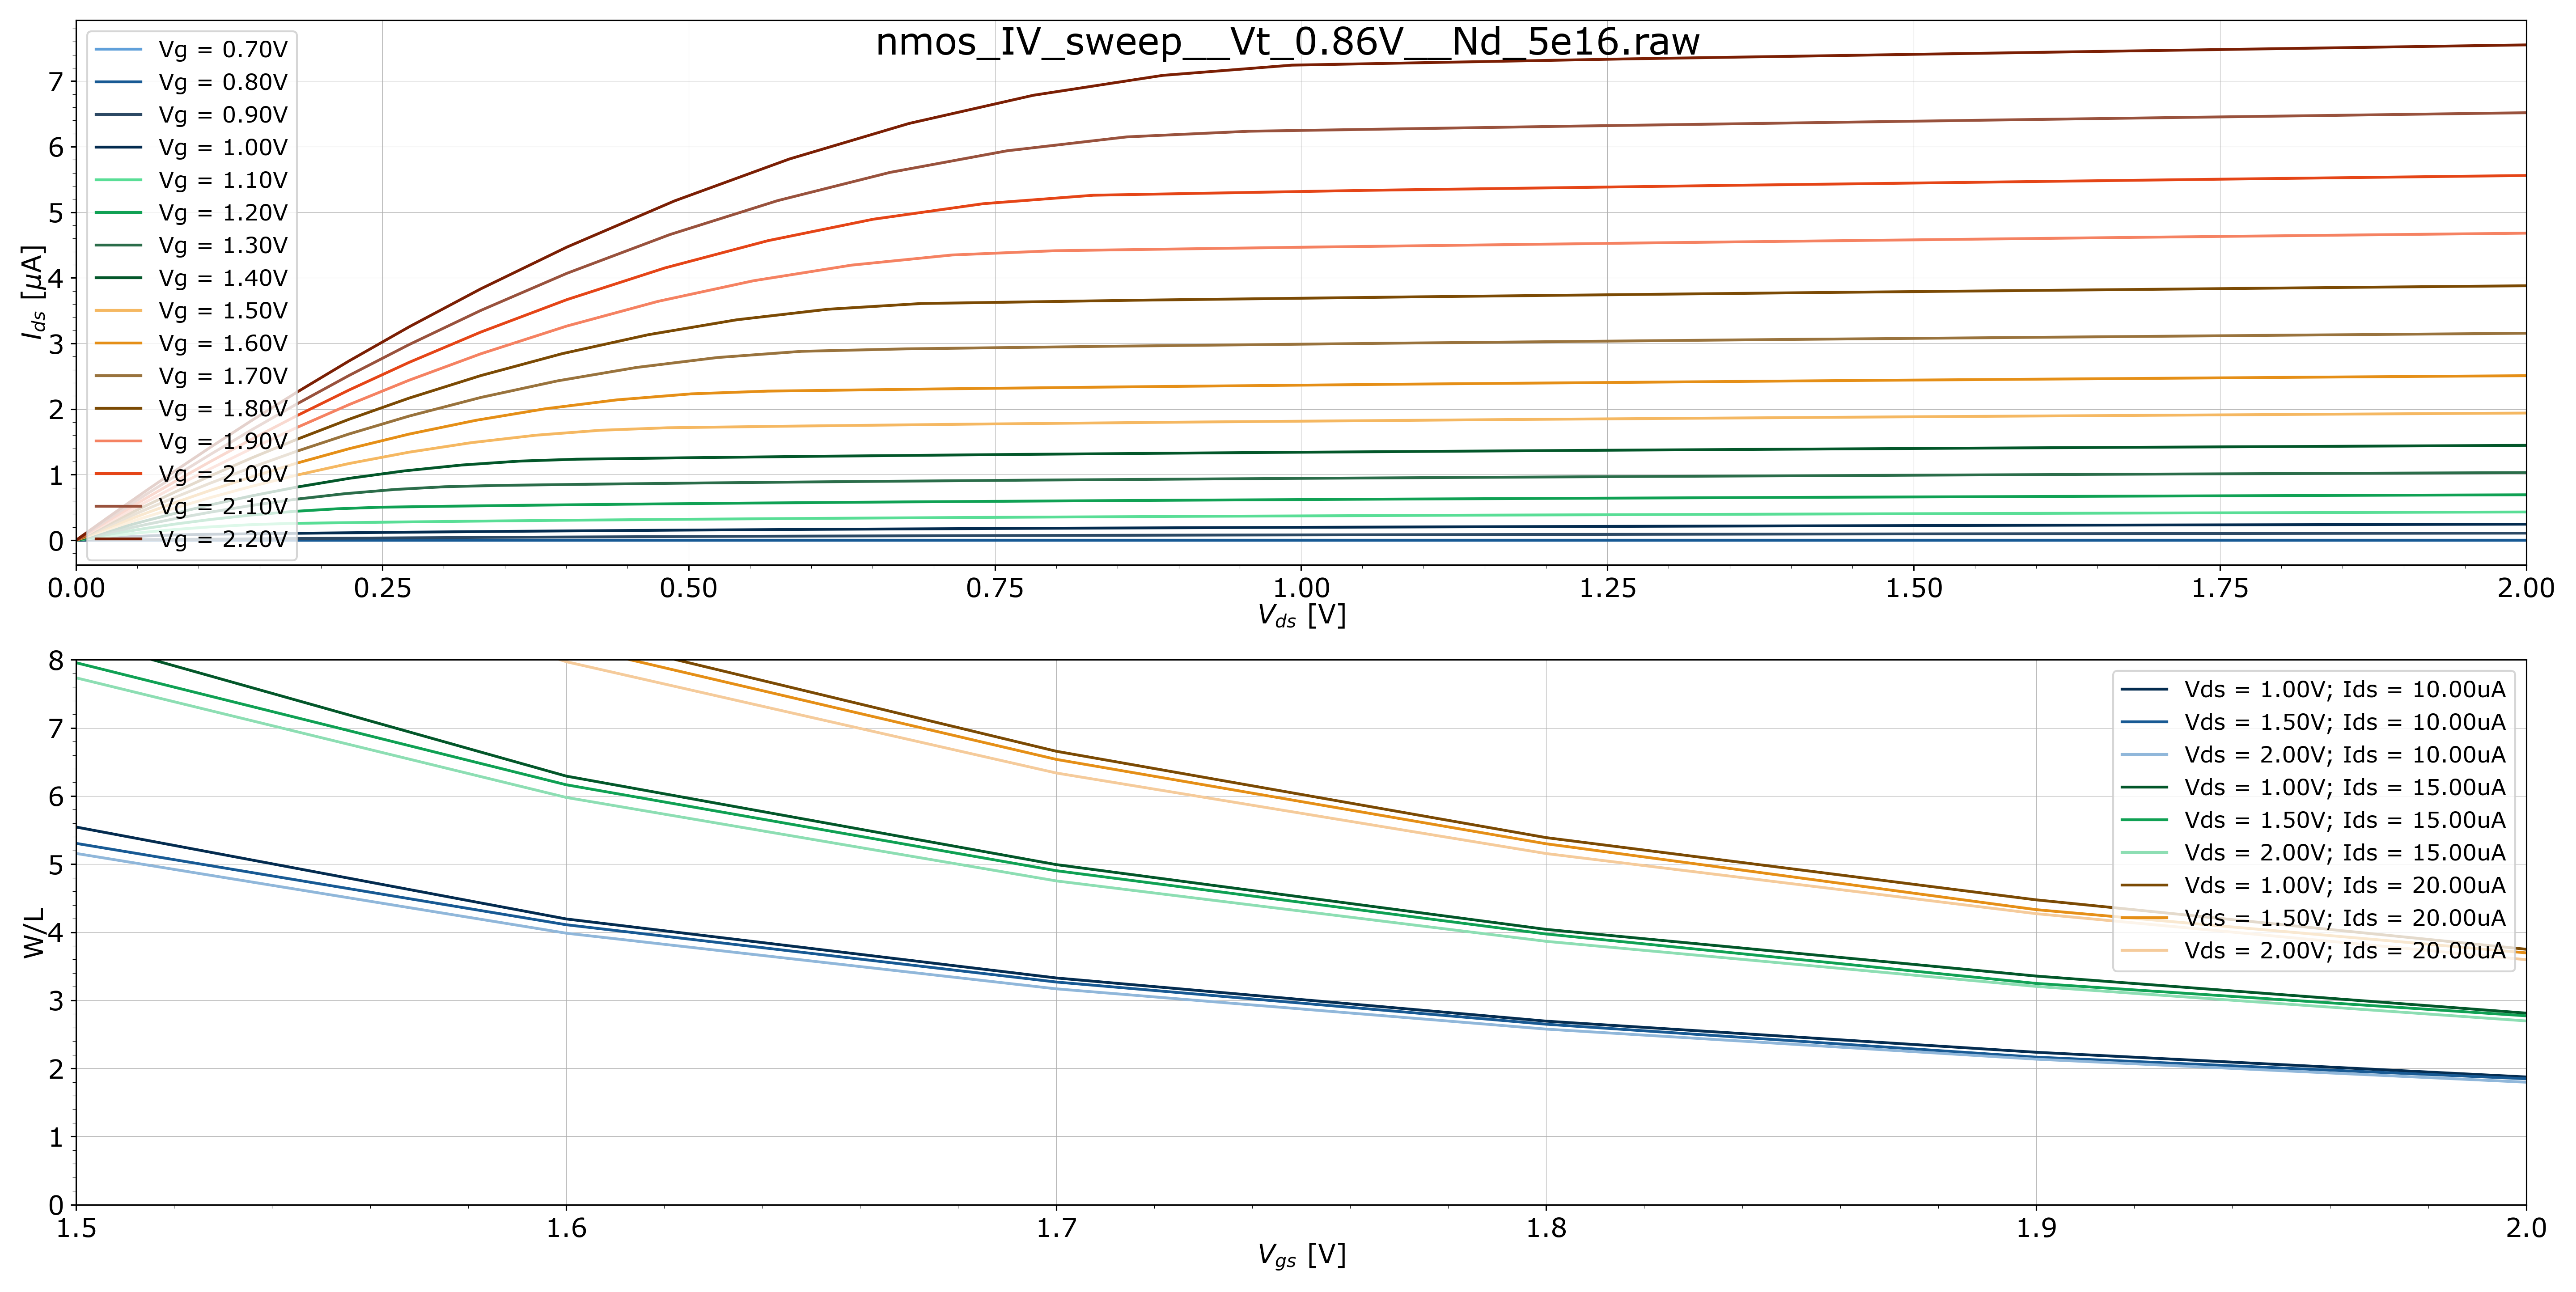 nmos_IV_sweep__Vt_0.86V__Nd_5e16.raw
Vg = 0.70V
Vg = 0.80V
Vg = 0.90V
Vg = 1.00V
Vg = 1.10V
Vg = 1.20V
Vg = 1.30V
Vg = 1.40V
Vg = 1.50V
Vg = 1.60V
Vg = 1.70V
Vg = 1.80V
Vg = 1.90V
Vg = 2.00V
Vg = 2.10V
Vg = 2.20V
7
6
5
4
3
2
1
0
Ids [μA]
0.00 0.25 0.50 0.75 1.00 1.25 1.50 1.75 2.00
Vds [V]
8
7
6
5
4
3
2
1
0
W/L
Vds = 1.00V; Ids = 10.00uA
Vds = 1.50V; Ids = 10.00uA
Vds = 2.00V; Ids = 10.00uA
Vds = 1.00V; Ids = 15.00uA
Vds = 1.50V; Ids = 15.00uA
Vds = 2.00V; Ids = 15.00uA
Vds = 1.00V; Ids = 20.00uA
Vds = 1.50V; Ids = 20.00uA
Vds = 2.00V; Ids = 20.00uA
1.5 1.6 1.7 1.8 1.9 2.0
Vgs [V]